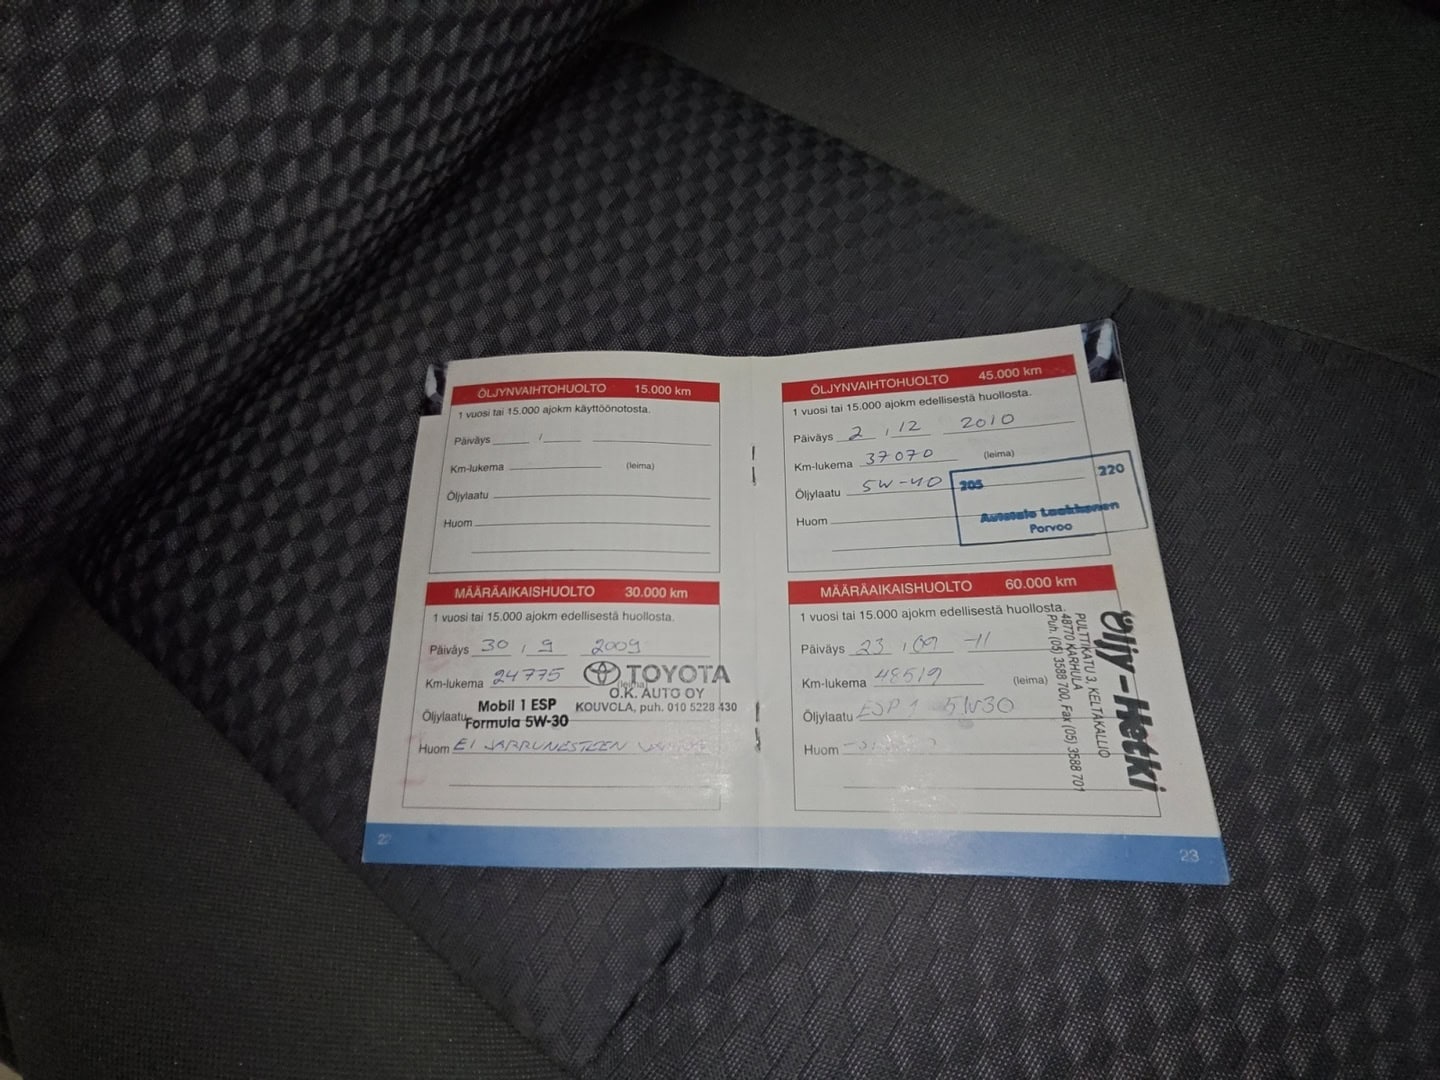 ÖLJYNVAIHTOHUOLTO 15.000 km
1 vuosi tai 15.000 ajokm käyttöönotosta.
Päiväys /
Km-lukema (leima)
Öljylaatu
Huom
MÄÄRÄAIKAISHUOLTO 30.000 km
1 vuosi tai 15.000 ajokm edellisestä huollosta.
Päiväys 30 , 9 2009
Km-lukema 24775 (leima)
TOYOTA
O.K. AUTO OY
KOUVOLA, puh. 010 5228 430
Öljylaatu Mobil 1 ESP
Formula 5W-30
Huom EI JARRUNESTEEN
22
ÖLJYNVAIHTOHUOLTO 45.000 km
1 vuosi tai 15.000 ajokm edellisestä huollosta.
Päiväys 2 , 12 2010
Km-lukema 37070 (leima)
Öljylaatu 5W-40
205 220
Autotalo Laakkonen
Porvoo
Huom
MÄÄRÄAIKAISHUOLTO 60.000 km
1 vuosi tai 15.000 ajokm edellisestä huollosta.
Päiväys 23 , 09 -11
Km-lukema 48519 (leima)
Öljylaatu ESP 1 5W30
Huom
Öljy-Hetki
PULTTIKATU 3, KELTAKALLIO
48770 KARHULA
Puh. (05) 3588 700, Fax (05) 3588 701
23